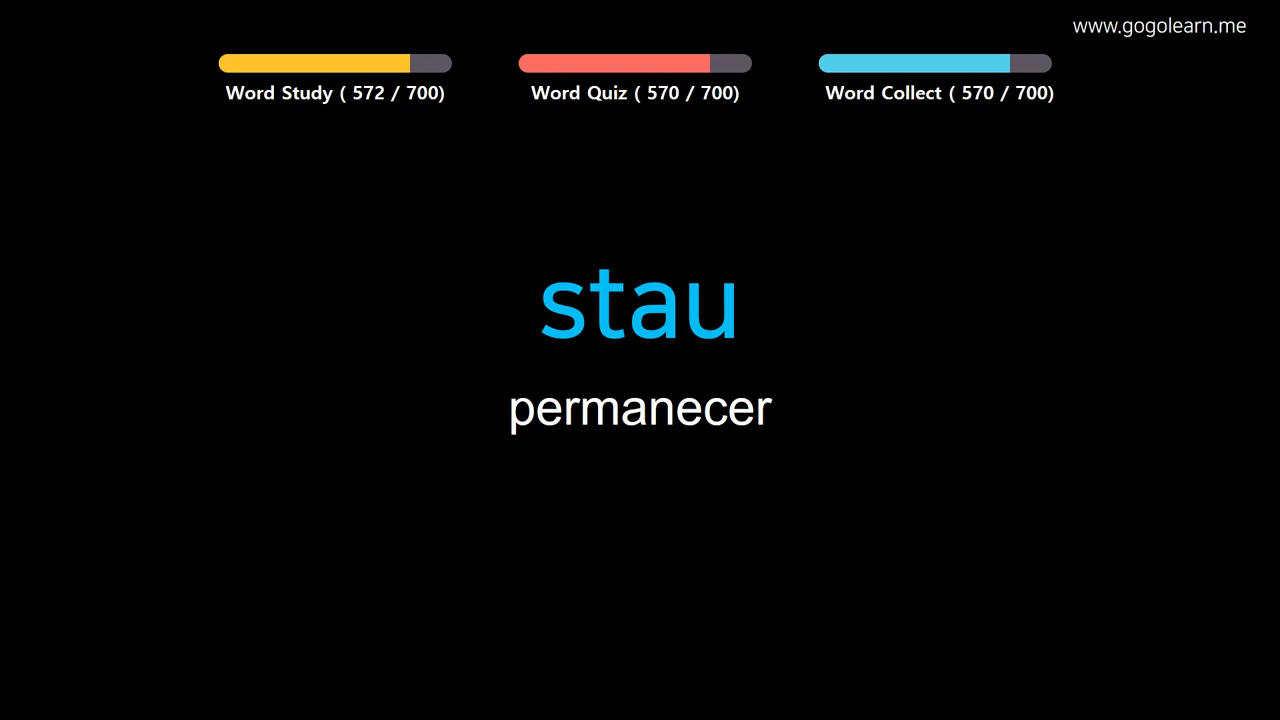 www.gogolearn.me
Word Study ( 572 / 700)
Word Quiz ( 570 / 700)
Word Collect ( 570 / 700)
stau
permanecer